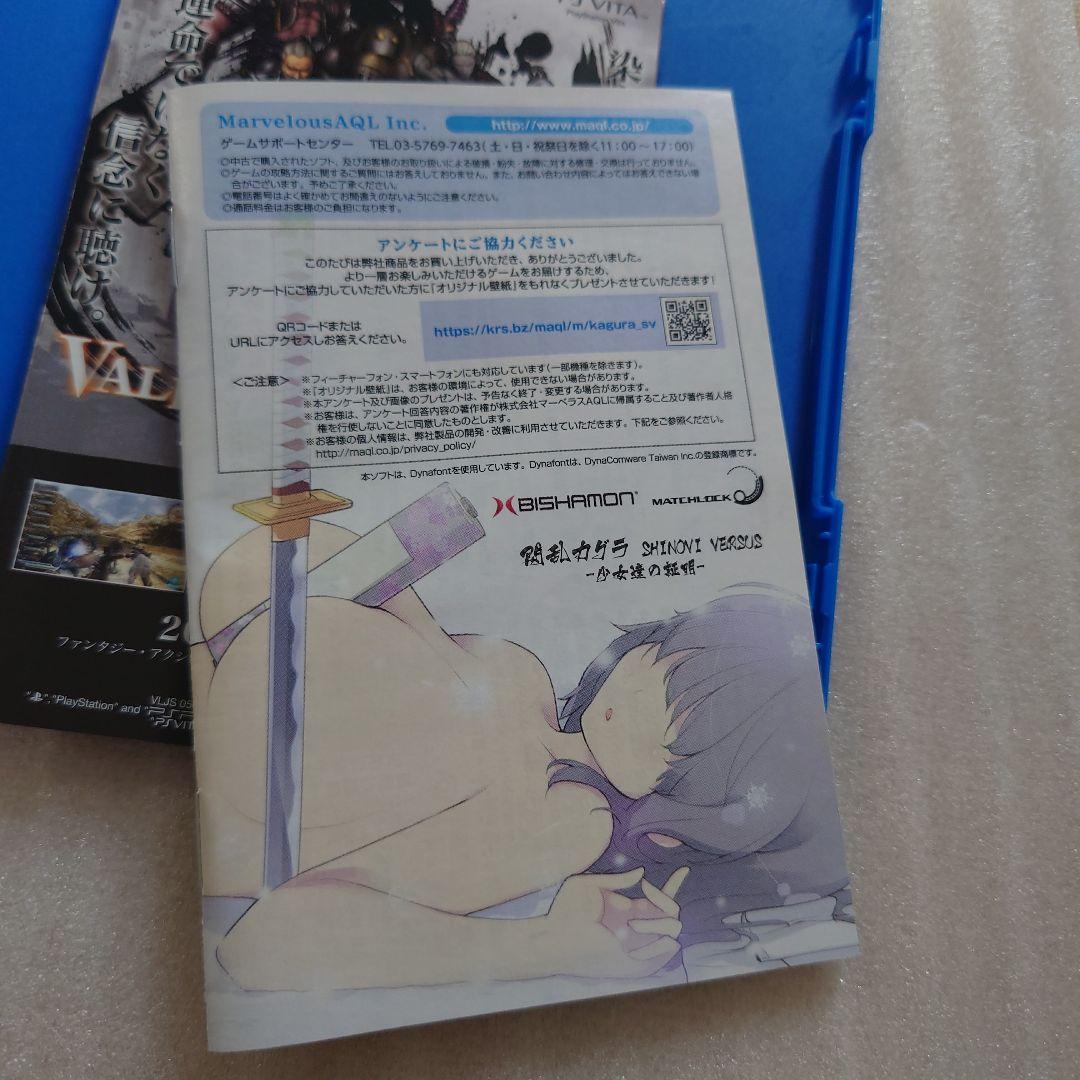 PS VITA
運命で
信念に聴け。
染
MarvelousAQL Inc. http://www.maql.co.jp/
ゲームサポートセンター TEL.03-5769-7463(土・日・祝祭日を除く11:00~17:00)
◎中古で購入されたソフト、及びお客様のお取り扱いによる破損・紛失・故障に対する修理・交換は行っておりません。
◎ゲームの攻略方法に関するご質問にはお答えしておりません。また、お問い合わせ内容によってはお答えできない場
合がございます。予めご了承ください。
◎電話番号はよく確かめてお間違えのないようにご注意ください。
◎通話料金はお客様のご負担になります。
アンケートにご協力ください
このたびは弊社商品をお買い上げいただき、ありがとうございました。
より一層お楽しみいただけるゲームをお届けするため、
アンケートにご協力していただいた方に「オリジナル壁紙」をもれなくプレゼントさせていただきます!
QRコードまたは
URLにアクセスしお答えください。
https://krs.bz/maql/m/kagura_sv
<ご注意>
※フィーチャーフォン・スマートフォンにも対応しています(一部機種を除きます)。
※「オリジナル壁紙」は、お客様の環境によって、使用できない場合があります。
※本アンケート及び画像のプレゼントは、予告なく終了・変更する場合があります。
※お客様は、アンケート回答内容の著作権が株式会社マーベラスAQLに帰属すること及び著作者人格
権を行使しないことに同意したものとします。
※お客様の個人情報は、弊社製品の開発・改善に利用させていただきます。下記をご参照ください。
http://maql.co.jp/privacy_policy/
本ソフトは、Dynafontを使用しています。Dynafontは、DynaComware Taiwan Inc.の登録商標です。
BISHAMON® MATCHLOCK
閃乱カグラ SHINOVI VERSUS
-少女達の証明-
VAL
20
ファンタジー・アクシ
"PlayStation" and
VLJS 05
PS VITA